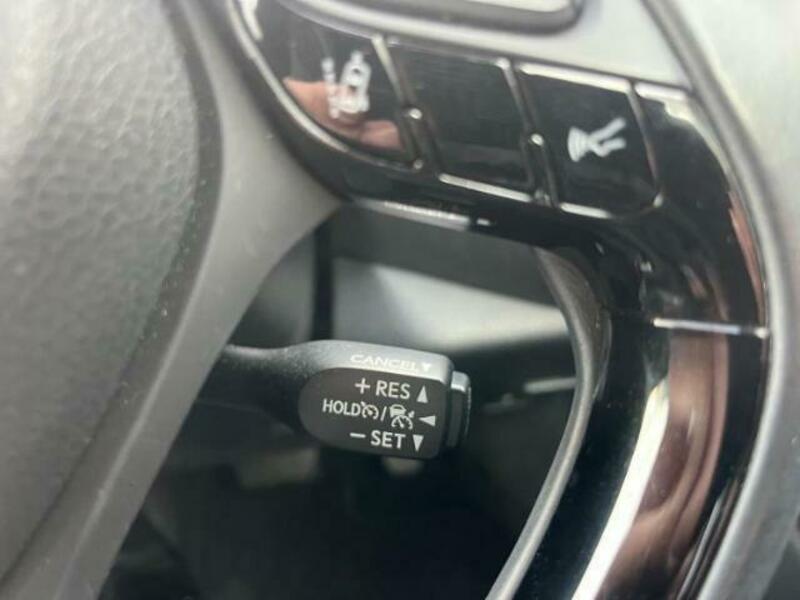 CANCEL
+ RES ▲
HOLD / ◀
− SET ▼